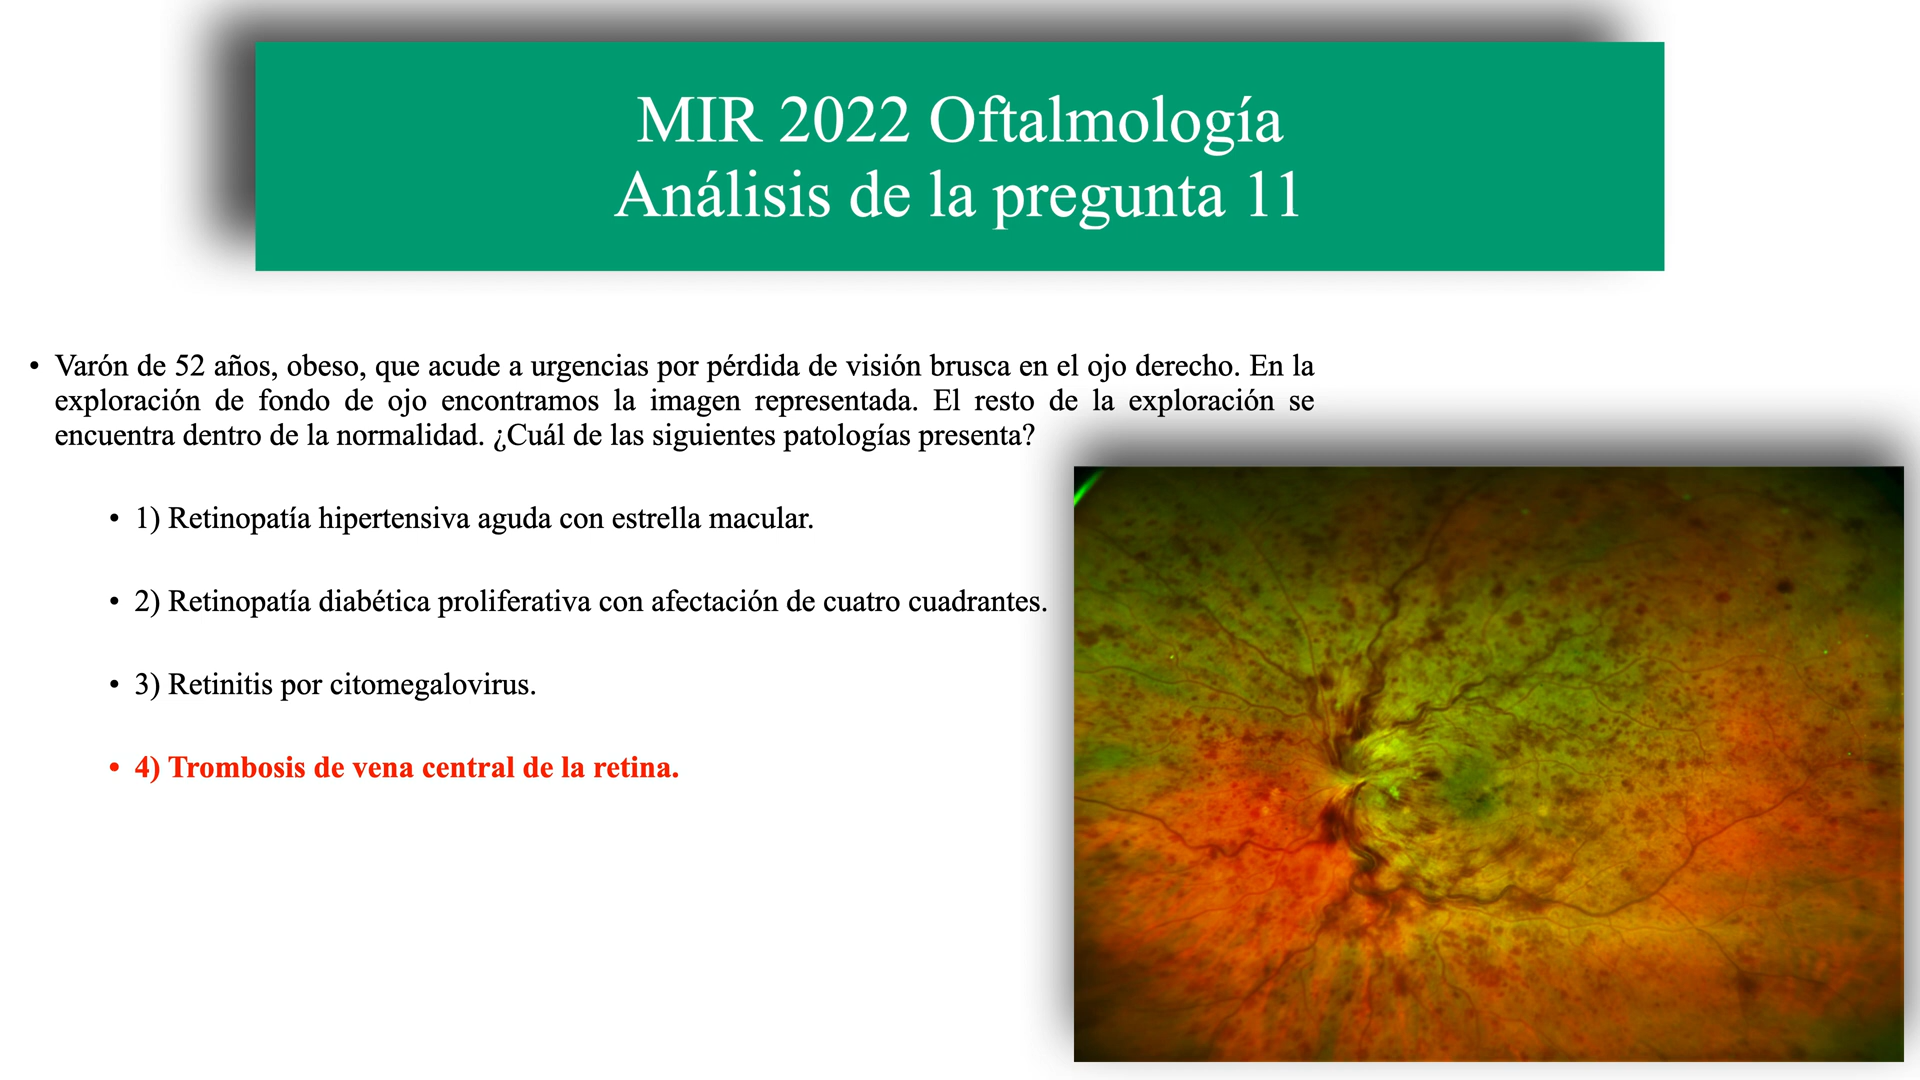 MIR 2022 Oftalmología
Análisis de la pregunta 11
• Varón de 52 años, obeso, que acude a urgencias por pérdida de visión brusca en el ojo derecho. En la
exploración de fondo de ojo encontramos la imagen representada. El resto de la exploración se
encuentra dentro de la normalidad. ¿Cuál de las siguientes patologías presenta?
• 1) Retinopatía hipertensiva aguda con estrella macular.
• 2) Retinopatía diabética proliferativa con afectación de cuatro cuadrantes.
• 3) Retinitis por citomegalovirus.
• 4) Trombosis de vena central de la retina.